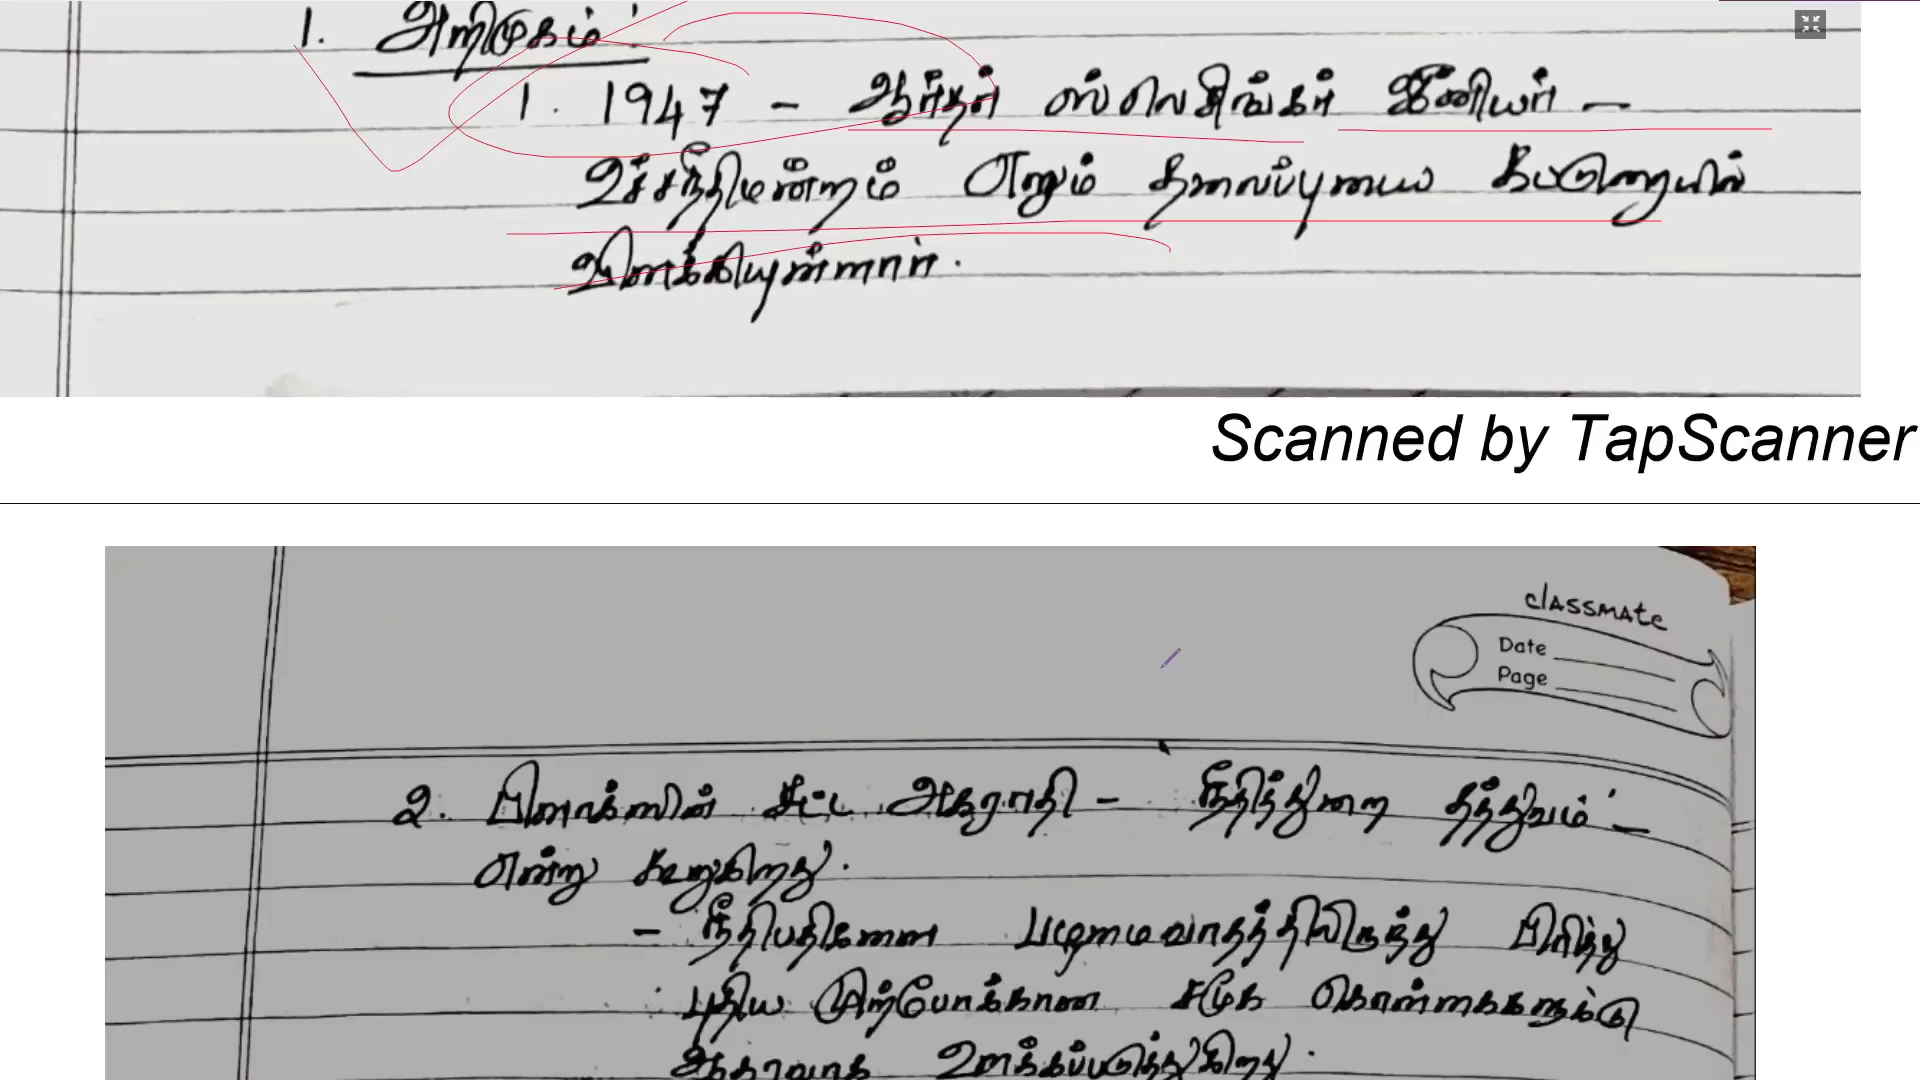 1. அறிமுகம் :
1. 1947 - ஆர்தர் ஸ்லெசிங்கர் ஜீனியர் -
உச்சநீதிமன்றம் எனும் தலைப்புயை கட்டுரையில்
உளக்கியுள்ளார்.
Scanned by TapScanner
classmate
Date
Page
2. பிளாக்ஸின் சட்ட அகராதி - நீதித்துறை தத்துவம் -
என்று கூறுகிறது.
- நீதிபதிகளை பழமைவாதத்திலிருந்து பிரித்து
புதிய முற்போக்கான சமூக கொள்கைகளுக்கு
ஆதரவாக ஊக்கப்படுத்துகிறது.